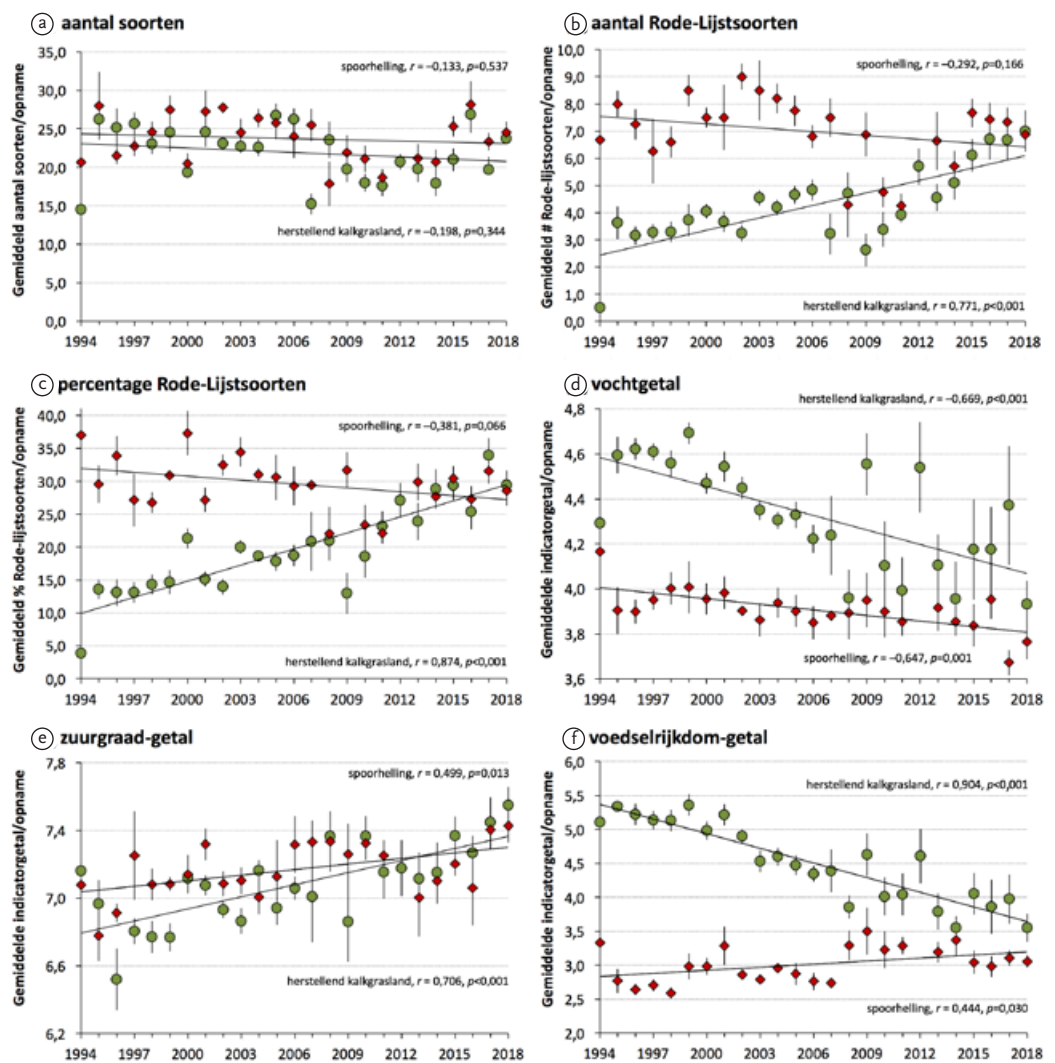 a aantal soorten
Gemiddeld aantal soorten/opname
35,0
30,0
25,0
20,0
15,0
10,0
5,0
0,0
spoorhelling, r = –0,133, p=0,537
herstellend kalkgrasland, r = –0,198, p=0,344
1994 1997 2000 2003 2006 2009 2012 2015 2018
b aantal Rode-Lijstsoorten
Gemiddeld # Rode-lijstsoorten/opname
10,0
9,0
8,0
7,0
6,0
5,0
4,0
3,0
2,0
1,0
0,0
spoorhelling, r = –0,292, p=0,166
herstellend kalkgrasland, r = 0,771, p<0,001
1994 1997 2000 2003 2006 2009 2012 2015 2018
c percentage Rode-Lijstsoorten
Gemiddeld % Rode-lijstsoorten/opname
40,0
35,0
30,0
25,0
20,0
15,0
10,0
5,0
0,0
spoorhelling, r = –0,381, p=0,066
herstellend kalkgrasland, r = 0,874, p<0,001
1994 1997 2000 2003 2006 2009 2012 2015 2018
d vochtgetal
Gemiddelde indicatorgetal/opname
4,8
4,6
4,4
4,2
4,0
3,8
3,6
herstellend kalkgrasland, r = –0,669, p<0,001
spoorhelling, r = –0,647, p=0,001
1994 1997 2000 2003 2006 2009 2012 2015 2018
e zuurgraad-getal
Gemiddelde indicatorgetal/opname
7,8
7,4
7,0
6,6
6,2
spoorhelling, r = 0,499, p=0,013
herstellend kalkgrasland, r = 0,706, p<0,001
1994 1997 2000 2003 2006 2009 2012 2015 2018
f voedselrijkdom-getal
Gemiddelde indicatorgetal/opname
6,0
5,5
5,0
4,5
4,0
3,5
3,0
2,5
2,0
herstellend kalkgrasland, r = 0,904, p<0,001
spoorhelling, r = 0,444, p=0,030
1994 1997 2000 2003 2006 2009 2012 2015 2018